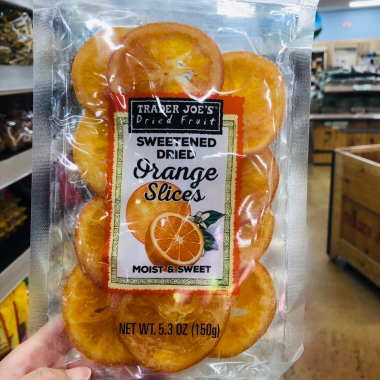 TRADER JOE'S
Dried Fruit
SWEETENED
DRIED
Orange
Slices
MOIST & SWEET
NET WT. 5.3 OZ (150g)